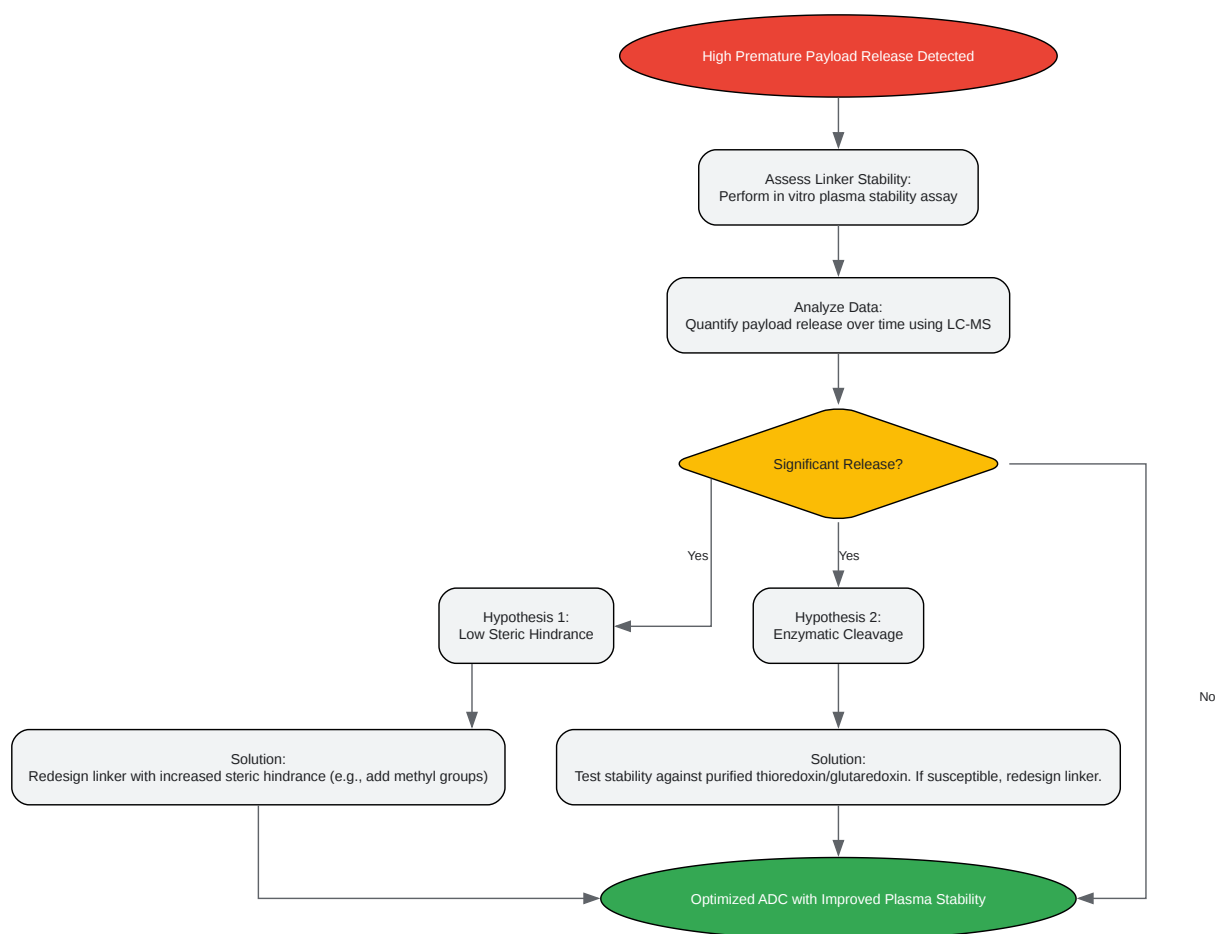 High Premature Payload Release Detected
Assess Linker Stability:
Perform in vitro plasma stability assay
Analyze Data:
Quantify payload release over time using LC-MS
Significant Release?
Yes
Yes
Hypothesis 1:
Low Steric Hindrance
Hypothesis 2:
Enzymatic Cleavage
No
Solution:
Redesign linker with increased steric hindrance (e.g., add methyl groups)
Solution:
Test stability against purified thioredoxin/glutaredoxin. If susceptible, redesign linker.
Optimized ADC with Improved Plasma Stability